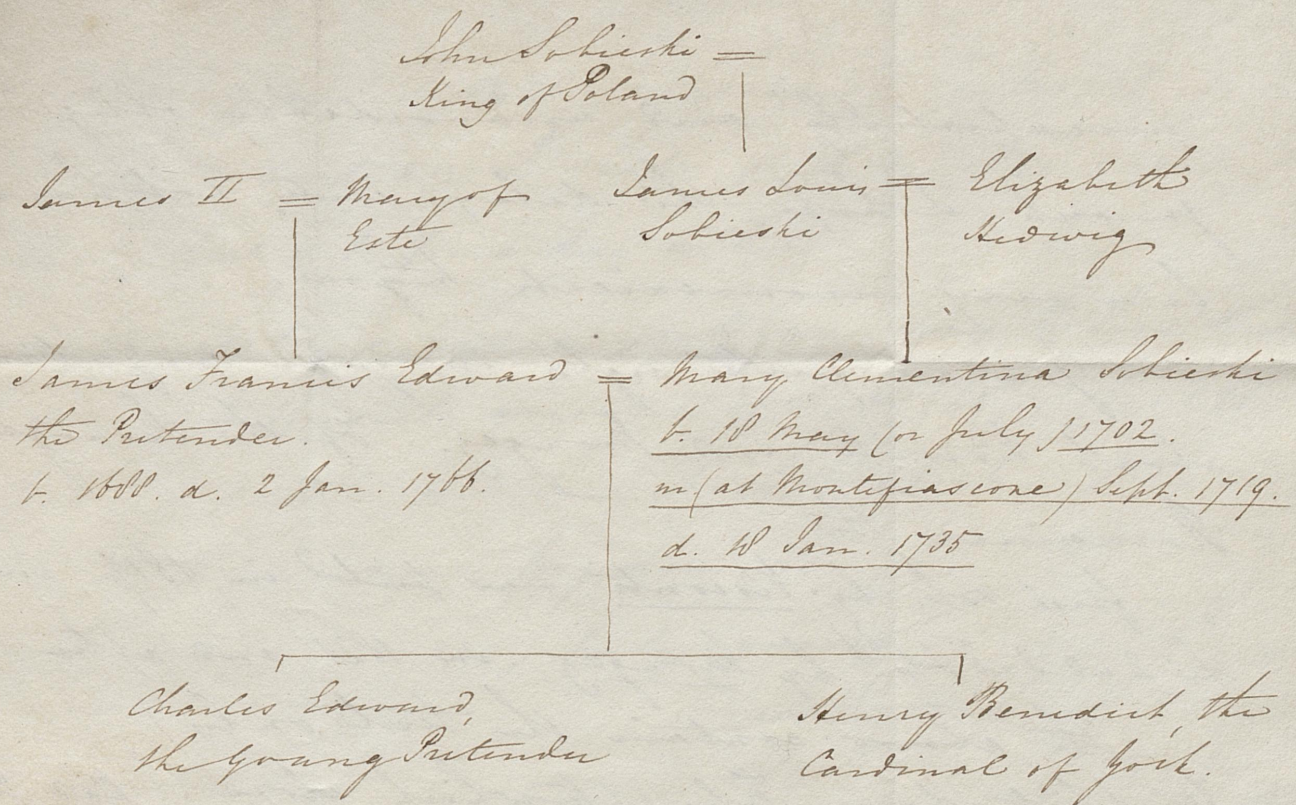 John Sobieski =
King of Poland
James II = Mary of
Este
James Louis = Elizabeth
Sobieski Hedwig
James Francis Edward = Mary Clementina Sobieski
the Pretender.
b. 1688. d. 2 Jan. 1766.
b. 18 May (or July) 1702.
m (at Montefiascone) Sept. 1719.
d. 18 Jan. 1735
Charles Edward,
the Young Pretender
Henry Benedict, the
Cardinal of York.